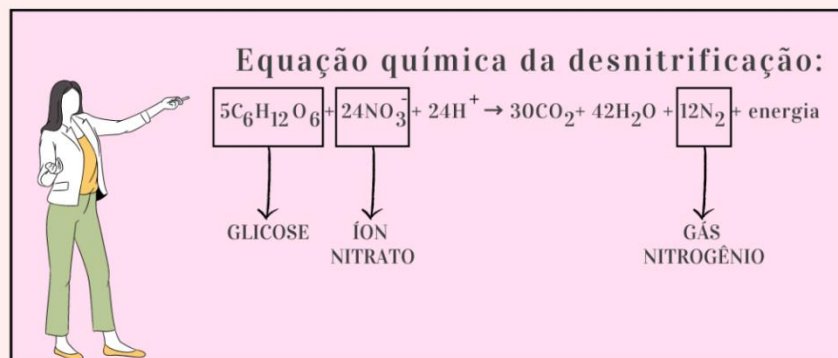 Equação química da desnitrificação:
5C₆H₁₂O₆ + 24NO₃⁻ + 24H⁺ → 30CO₂ + 42H₂O + 12N₂ + energia
GLICOSE
ÍON
NITRATO
GÁS
NITROGÊNIO